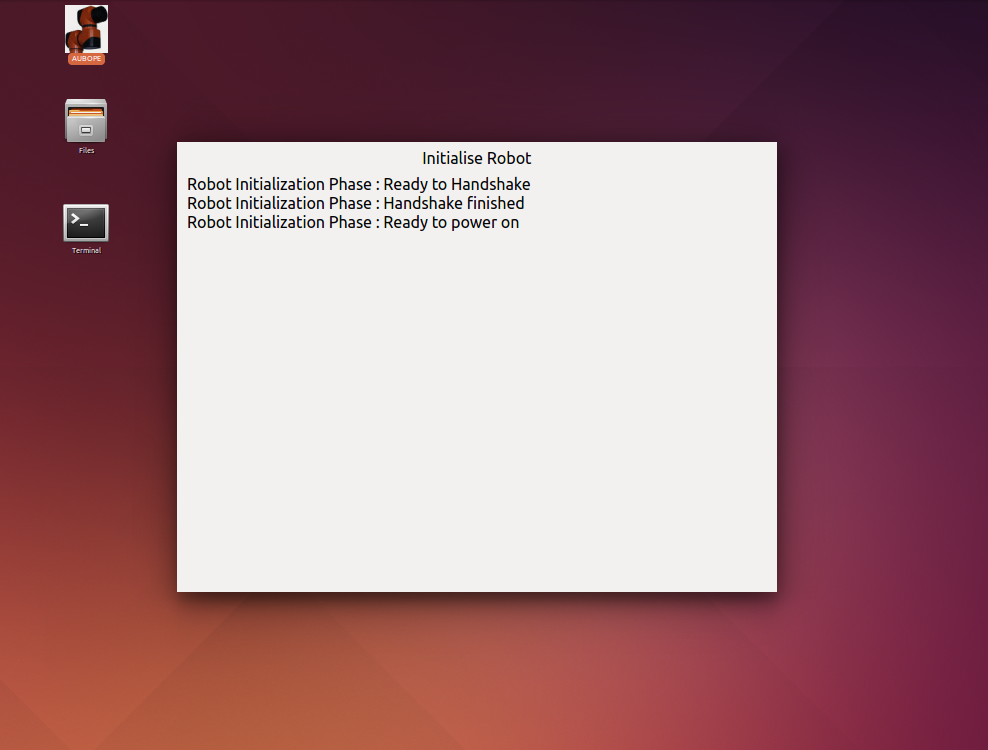 AUBOPE
Files
Terminal
Initialise Robot
Robot Initialization Phase : Ready to Handshake
Robot Initialization Phase : Handshake finished
Robot Initialization Phase : Ready to power on